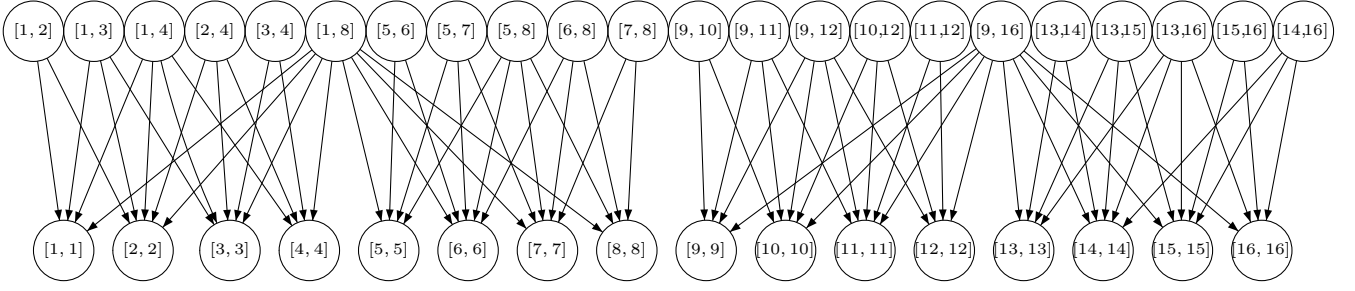 [1, 2] [1, 3] [1, 4] [2, 4] [3, 4] [1, 8] [5, 6] [5, 7] [5, 8] [6, 8] [7, 8] [9, 10] [9, 11] [9, 12] [10,12] [11,12] [9, 16] [13,14] [13,15] [13,16] [15,16] [14,16]
[1, 1] [2, 2] [3, 3] [4, 4] [5, 5] [6, 6] [7, 7] [8, 8] [9, 9] [10, 10] [11, 11] [12, 12] [13, 13] [14, 14] [15, 15] [16, 16]